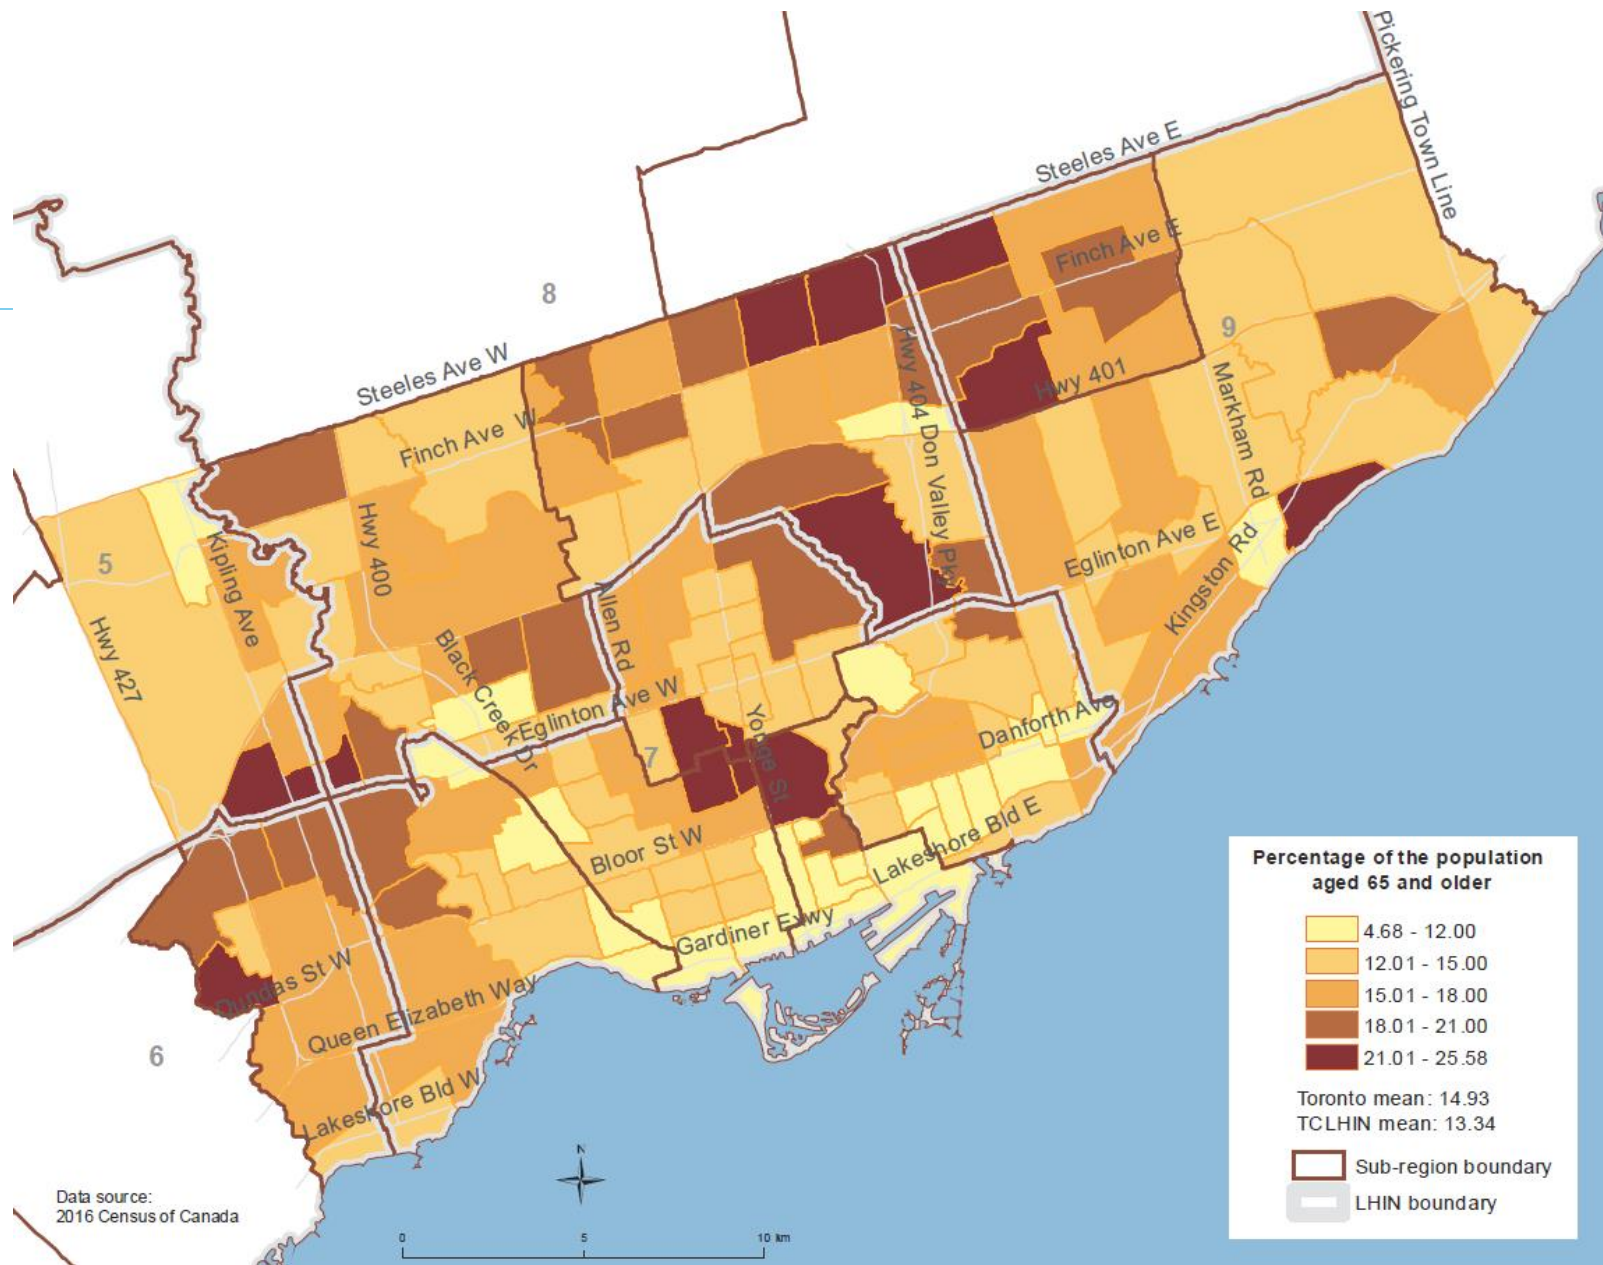 Pickering Town Line
Steeles Ave E
Finch Ave E
8
Steeles Ave W
9
Hwy 404
Hwy 401
Markham Rd
Finch Ave W
Don Valley Pky
Hwy 400
5
Kipling Ave
Eglinton Ave E
Kingston Rd
Hwy 427
Allen Rd
Black Creek Dr
Eglinton Ave W
7
Yonge St
Danforth Ave
Bloor St W
Lakeshore Bld E
Gardiner Exwy
Dundas St W
Queen Elizabeth Way
6
Lakeshore Bld W
Percentage of the population
aged 65 and older
4.68 - 12.00
12.01 - 15.00
15.01 - 18.00
18.01 - 21.00
21.01 - 25.58
Toronto mean: 14.93
TCLHIN mean: 13.34
Sub-region boundary
LHIN boundary
N
Data source:
2016 Census of Canada
0 5 10 km